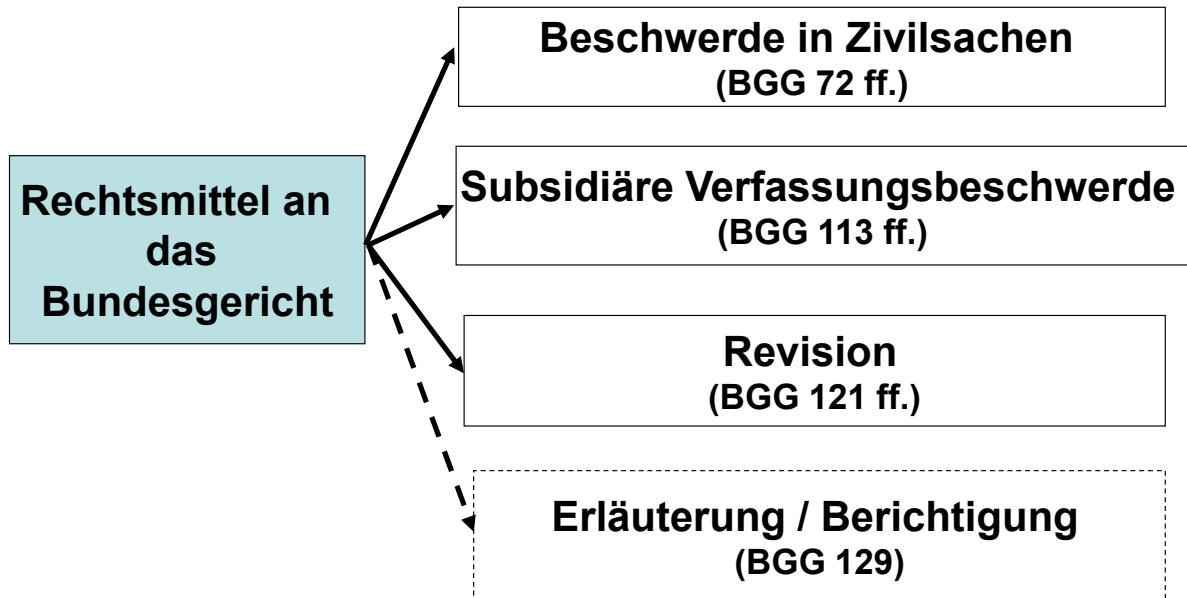 Beschwerde in Zivilsachen
(BGG 72 ff.)
Rechtsmittel an
das
Bundesgericht
Subsidiäre Verfassungsbeschwerde
(BGG 113 ff.)
Revision
(BGG 121 ff.)
Erläuterung / Berichtigung
(BGG 129)